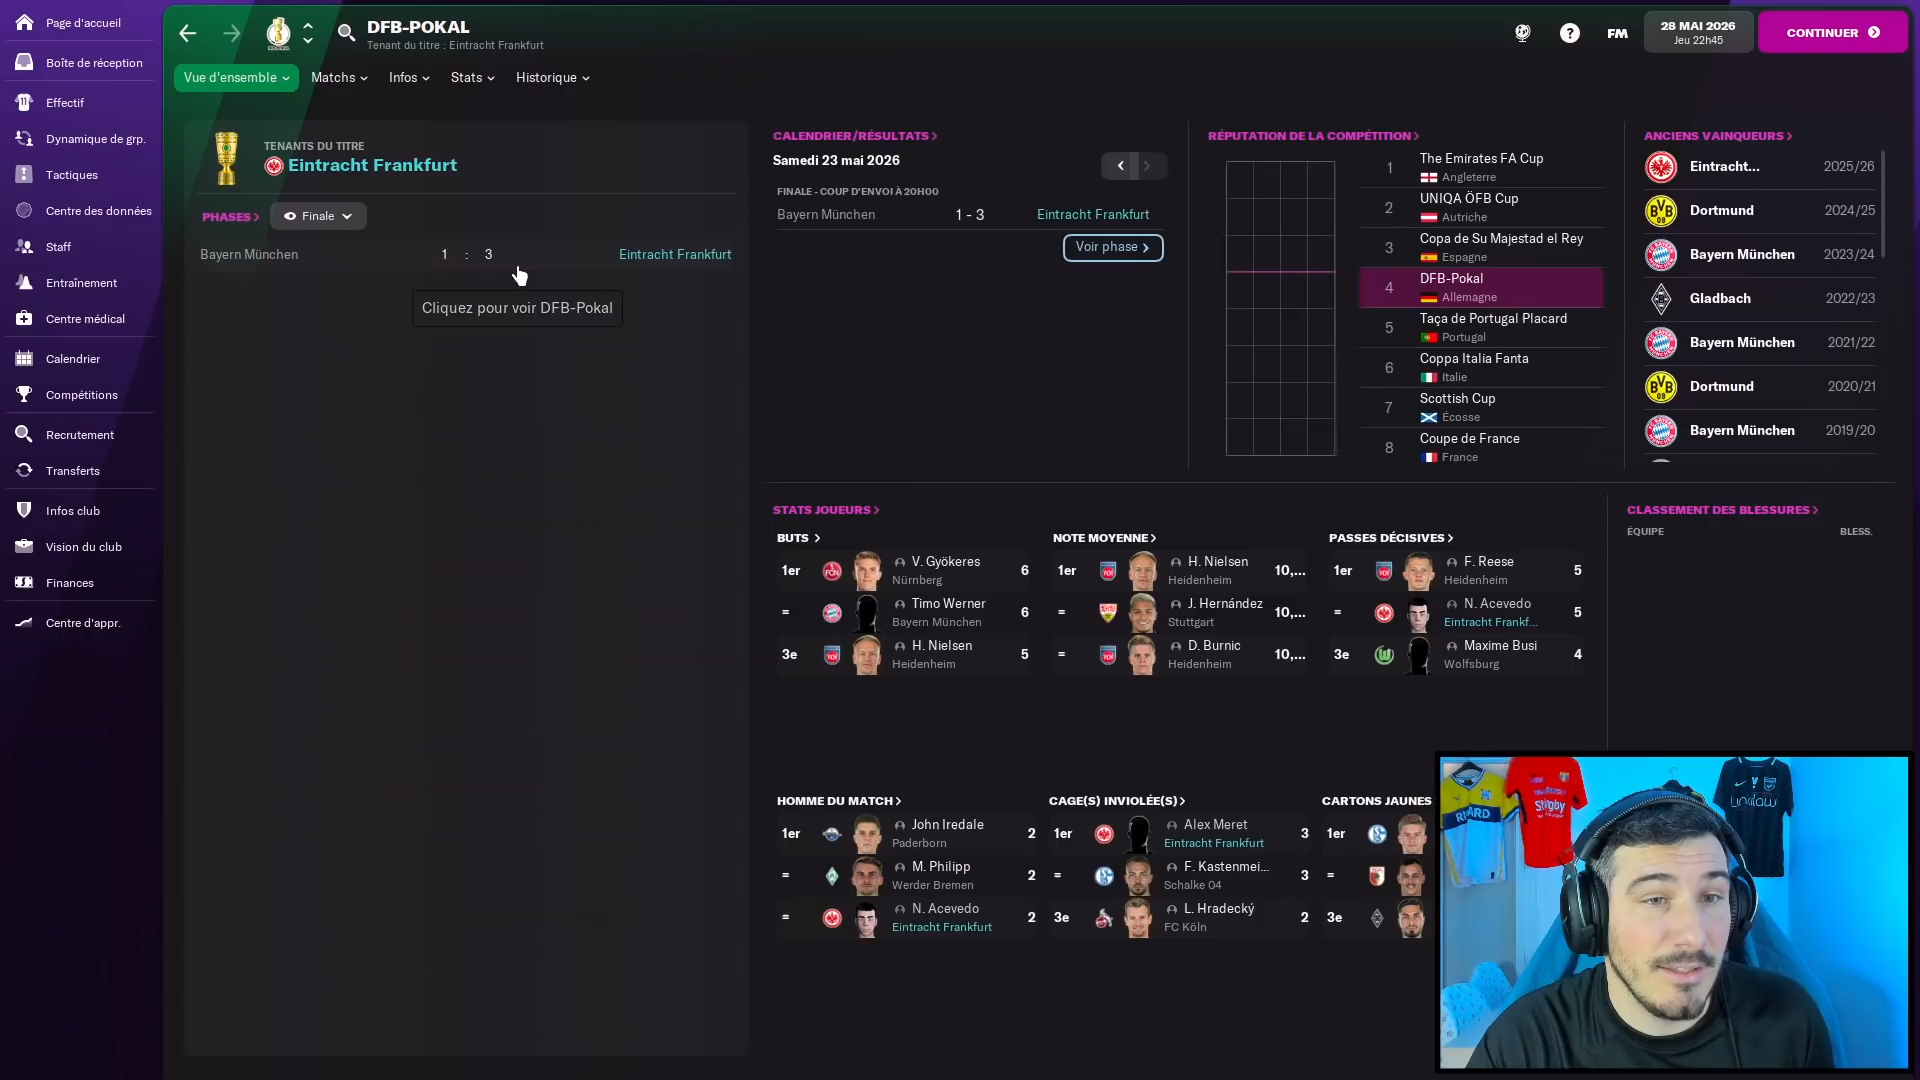 Page d'accueil
Boîte de réception
Effectif
Dynamique de grp.
Tactiques
Centre des données
Staff
Entraînement
Centre médical
Calendrier
Compétitions
Recrutement
Transferts
Infos club
Vision du club
Finances
Centre d'appr.
DFB-POKAL
Tenant du titre : Eintracht Frankfurt
FM
28 MAI 2026
Jeu 22h45
CONTINUER
Vue d'ensemble
Matchs
Infos
Stats
Historique
TENANTS DU TITRE
Eintracht Frankfurt
PHASES
Finale
Bayern München 1 : 3 Eintracht Frankfurt
Cliquez pour voir DFB-Pokal
CALENDRIER/RÉSULTATS
Samedi 23 mai 2026
FINALE - COUP D'ENVOI À 20H00
Bayern München 1 - 3 Eintracht Frankfurt
Voir phase
RÉPUTATION DE LA COMPÉTITION
1 The Emirates FA Cup
Angleterre
2 UNIQA ÖFB Cup
Autriche
3 Copa de Su Majestad el Rey
Espagne
4 DFB-Pokal
Allemagne
5 Taça de Portugal Placard
Portugal
6 Coppa Italia Fanta
Italie
7 Scottish Cup
Écosse
8 Coupe de France
France
ANCIENS VAINQUEURS
Eintracht... 2025/26
Dortmund 2024/25
Bayern München 2023/24
Gladbach 2022/23
Bayern München 2021/22
Dortmund 2020/21
Bayern München 2019/20
STATS JOUEURS
BUTS
1er V. Gyökeres 6
Nürnberg
= Timo Werner 6
Bayern München
3e H. Nielsen 5
Heidenheim
NOTE MOYENNE
1er H. Nielsen 10,...
Heidenheim
= J. Hernández 10,...
Stuttgart
= D. Burnic 10,...
Heidenheim
PASSES DÉCISIVES
1er F. Reese 5
Heidenheim
= N. Acevedo 5
Eintracht Frankf...
3e Maxime Busi 4
Wolfsburg
CLASSEMENT DES BLESSURES
ÉQUIPE BLESS.
HOMME DU MATCH
1er John Iredale 2
Paderborn
= M. Philipp 2
Werder Bremen
= N. Acevedo 2
Eintracht Frankfurt
CAGE(S) INVIOLÉE(S)
1er Alex Meret 3
Eintracht Frankfurt
= F. Kastenmei... 3
Schalke 04
3e L. Hradecký 2
FC Köln
CARTONS JAUNES
1er
=
3e